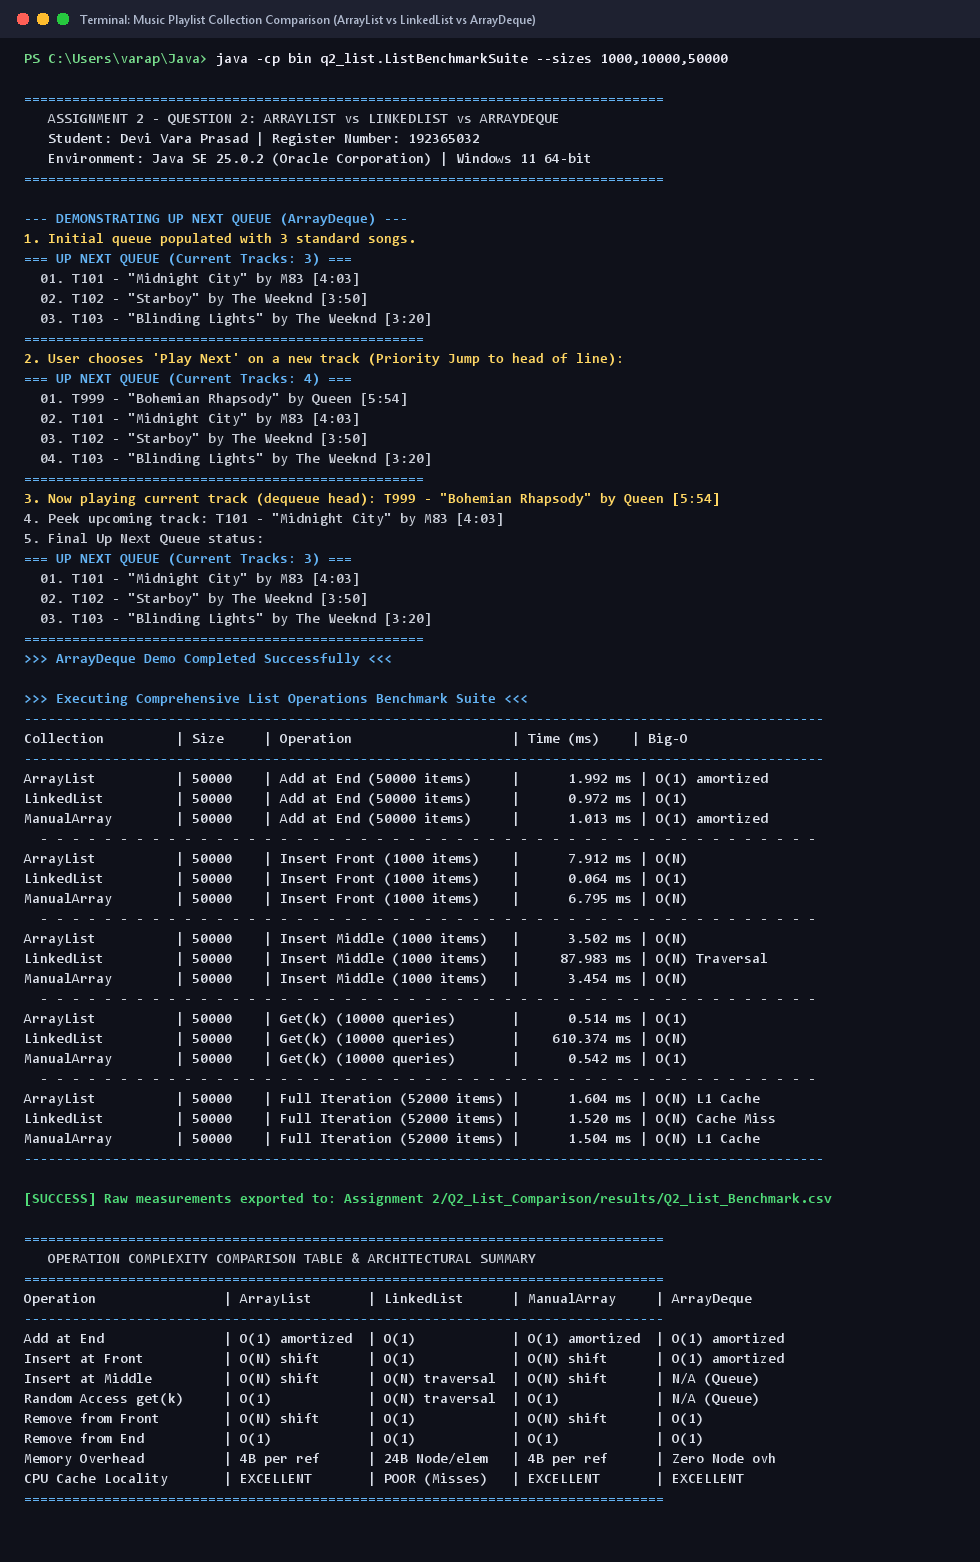 Terminal: Music Playlist Collection Comparison (ArrayList vs LinkedList vs ArrayDeque)
PS C:\Users\varap\Java> java -cp bin q2_list.ListBenchmarkSuite --sizes 1000,10000,50000
================================================================================
   ASSIGNMENT 2 - QUESTION 2: ARRAYLIST vs LINKEDLIST vs ARRAYDEQUE
   Student: Devi Vara Prasad | Register Number: 192365032
   Environment: Java SE 25.0.2 (Oracle Corporation) | Windows 11 64-bit
================================================================================
--- DEMONSTRATING UP NEXT QUEUE (ArrayDeque) ---
1. Initial queue populated with 3 standard songs.
=== UP NEXT QUEUE (Current Tracks: 3) ===
  01. T101 - "Midnight City" by M83 [4:03]
  02. T102 - "Starboy" by The Weeknd [3:50]
  03. T103 - "Blinding Lights" by The Weeknd [3:20]
==================================================
2. User chooses 'Play Next' on a new track (Priority Jump to head of line):
=== UP NEXT QUEUE (Current Tracks: 4) ===
  01. T999 - "Bohemian Rhapsody" by Queen [5:54]
  02. T101 - "Midnight City" by M83 [4:03]
  03. T102 - "Starboy" by The Weeknd [3:50]
  04. T103 - "Blinding Lights" by The Weeknd [3:20]
==================================================
3. Now playing current track (dequeue head): T999 - "Bohemian Rhapsody" by Queen [5:54]
4. Peek upcoming track: T101 - "Midnight City" by M83 [4:03]
5. Final Up Next Queue status:
=== UP NEXT QUEUE (Current Tracks: 3) ===
  01. T101 - "Midnight City" by M83 [4:03]
  02. T102 - "Starboy" by The Weeknd [3:50]
  03. T103 - "Blinding Lights" by The Weeknd [3:20]
==================================================
>>> ArrayDeque Demo Completed Successfully <<<
>>> Executing Comprehensive List Operations Benchmark Suite <<<
----------------------------------------------------------------------------------------------------
Collection         | Size     | Operation                    | Time (ms)    | Big-O
----------------------------------------------------------------------------------------------------
ArrayList          | 50000    | Add at End (50000 items)     |      1.992 ms | O(1) amortized
LinkedList         | 50000    | Add at End (50000 items)     |      0.972 ms | O(1)
ManualArray        | 50000    | Add at End (50000 items)     |      1.013 ms | O(1) amortized
  - - - - - - - - - - - - - - - - - - - - - - - - - - - - - - - - - - - - - - - - - - - - - - - - -
ArrayList          | 50000    | Insert Front (1000 items)    |      7.912 ms | O(N)
LinkedList         | 50000    | Insert Front (1000 items)    |      0.064 ms | O(1)
ManualArray        | 50000    | Insert Front (1000 items)    |      6.795 ms | O(N)
  - - - - - - - - - - - - - - - - - - - - - - - - - - - - - - - - - - - - - - - - - - - - - - - - -
ArrayList          | 50000    | Insert Middle (1000 items)   |      3.502 ms | O(N)
LinkedList         | 50000    | Insert Middle (1000 items)   |     87.983 ms | O(N) Traversal
ManualArray        | 50000    | Insert Middle (1000 items)   |      3.454 ms | O(N)
  - - - - - - - - - - - - - - - - - - - - - - - - - - - - - - - - - - - - - - - - - - - - - - - - -
ArrayList          | 50000    | Get(k) (10000 queries)       |      0.514 ms | O(1)
LinkedList         | 50000    | Get(k) (10000 queries)       |    610.374 ms | O(N)
ManualArray        | 50000    | Get(k) (10000 queries)       |      0.542 ms | O(1)
  - - - - - - - - - - - - - - - - - - - - - - - - - - - - - - - - - - - - - - - - - - - - - - - - -
ArrayList          | 50000    | Full Iteration (52000 items) |      1.604 ms | O(N) L1 Cache
LinkedList         | 50000    | Full Iteration (52000 items) |      1.520 ms | O(N) Cache Miss
ManualArray        | 50000    | Full Iteration (52000 items) |      1.504 ms | O(N) L1 Cache
----------------------------------------------------------------------------------------------------
[SUCCESS] Raw measurements exported to: Assignment 2/Q2_List_Comparison/results/Q2_List_Benchmark.csv
================================================================================
   OPERATION COMPLEXITY COMPARISON TABLE & ARCHITECTURAL SUMMARY
================================================================================
Operation                | ArrayList       | LinkedList      | ManualArray     | ArrayDeque
--------------------------------------------------------------------------------
Add at End               | O(1) amortized  | O(1)            | O(1) amortized  | O(1) amortized
Insert at Front          | O(N) shift      | O(1)            | O(N) shift      | O(1) amortized
Insert at Middle         | O(N) shift      | O(N) traversal  | O(N) shift      | N/A (Queue)
Random Access get(k)     | O(1)            | O(N) traversal  | O(1)            | N/A (Queue)
Remove from Front        | O(N) shift      | O(1)            | O(N) shift      | O(1)
Remove from End          | O(1)            | O(1)            | O(1)            | O(1)
Memory Overhead          | 4B per ref      | 24B Node/elem   | 4B per ref      | Zero Node ovh
CPU Cache Locality       | EXCELLENT       | POOR (Misses)   | EXCELLENT       | EXCELLENT
================================================================================